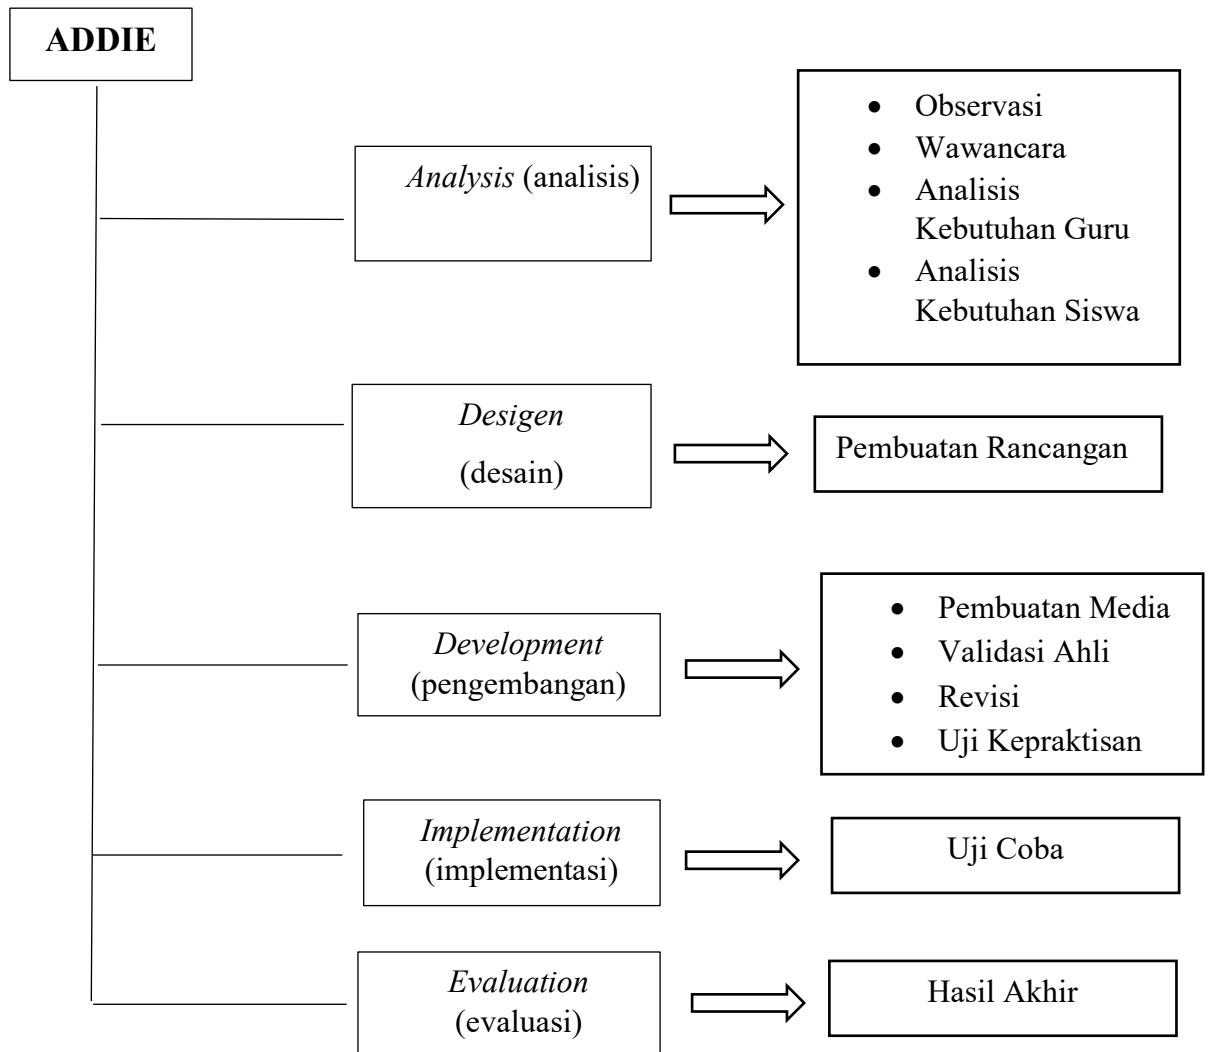 ADDIE
Analysis (analisis)
• Observasi
• Wawancara
• Analisis
Kebutuhan Guru
• Analisis
Kebutuhan Siswa
Desigen
(desain)
Pembuatan Rancangan
Development
(pengembangan)
• Pembuatan Media
• Validasi Ahli
• Revisi
• Uji Kepraktisan
Implementation
(implementasi)
Uji Coba
Evaluation
(evaluasi)
Hasil Akhir